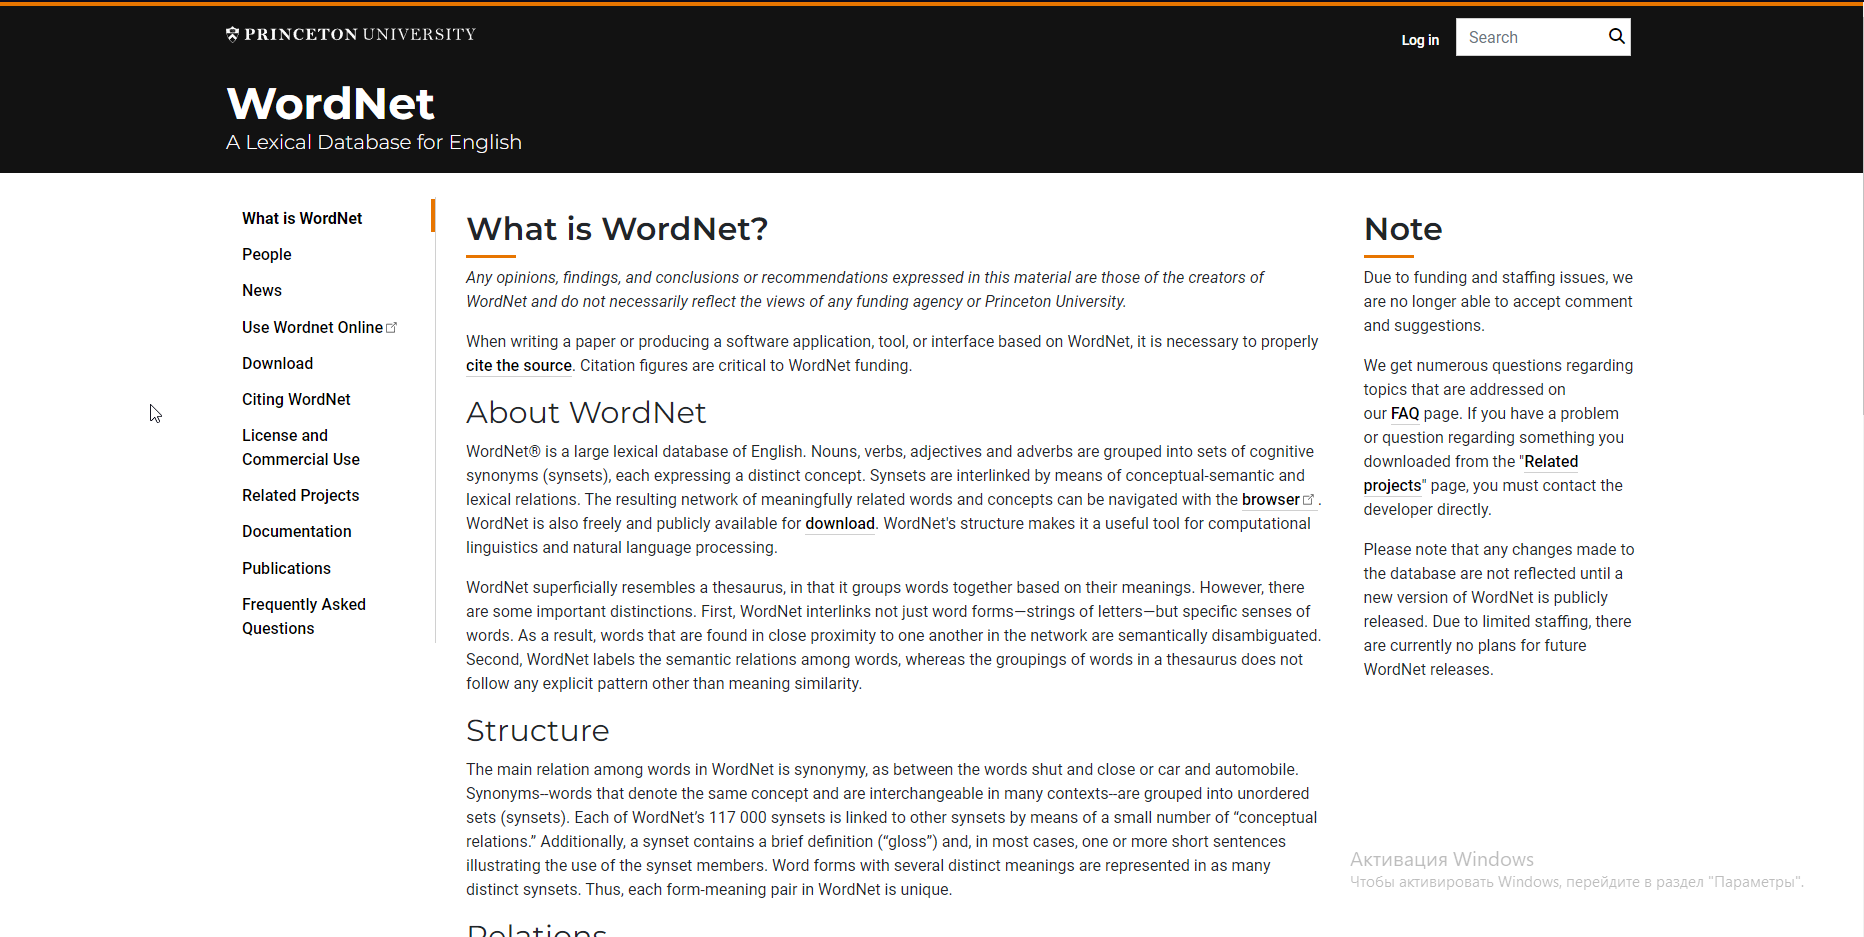 PRINCETON UNIVERSITY
Log in
Search
WordNet
A Lexical Database for English
What is WordNet
People
News
Use Wordnet Online
Download
Citing WordNet
License and
Commercial Use
Related Projects
Documentation
Publications
Frequently Asked
Questions
What is WordNet?
Any opinions, findings, and conclusions or recommendations expressed in this material are those of the creators of
WordNet and do not necessarily reflect the views of any funding agency or Princeton University.
When writing a paper or producing a software application, tool, or interface based on WordNet, it is necessary to properly
cite the source. Citation figures are critical to WordNet funding.
About WordNet
WordNet® is a large lexical database of English. Nouns, verbs, adjectives and adverbs are grouped into sets of cognitive
synonyms (synsets), each expressing a distinct concept. Synsets are interlinked by means of conceptual-semantic and
lexical relations. The resulting network of meaningfully related words and concepts can be navigated with the browser.
WordNet is also freely and publicly available for download. WordNet's structure makes it a useful tool for computational
linguistics and natural language processing.
WordNet superficially resembles a thesaurus, in that it groups words together based on their meanings. However, there
are some important distinctions. First, WordNet interlinks not just word forms—strings of letters—but specific senses of
words. As a result, words that are found in close proximity to one another in the network are semantically disambiguated.
Second, WordNet labels the semantic relations among words, whereas the groupings of words in a thesaurus does not
follow any explicit pattern other than meaning similarity.
Structure
The main relation among words in WordNet is synonymy, as between the words shut and close or car and automobile.
Synonyms--words that denote the same concept and are interchangeable in many contexts--are grouped into unordered
sets (synsets). Each of WordNet’s 117 000 synsets is linked to other synsets by means of a small number of “conceptual
relations.” Additionally, a synset contains a brief definition (“gloss”) and, in most cases, one or more short sentences
illustrating the use of the synset members. Word forms with several distinct meanings are represented in as many
distinct synsets. Thus, each form-meaning pair in WordNet is unique.
Relations
Note
Due to funding and staffing issues, we
are no longer able to accept comment
and suggestions.
We get numerous questions regarding
topics that are addressed on
our FAQ page. If you have a problem
or question regarding something you
downloaded from the "Related
projects" page, you must contact the
developer directly.
Please note that any changes made to
the database are not reflected until a
new version of WordNet is publicly
released. Due to limited staffing, there
are currently no plans for future
WordNet releases.
Активация Windows
Чтобы активировать Windows, перейдите в раздел "Параметры".